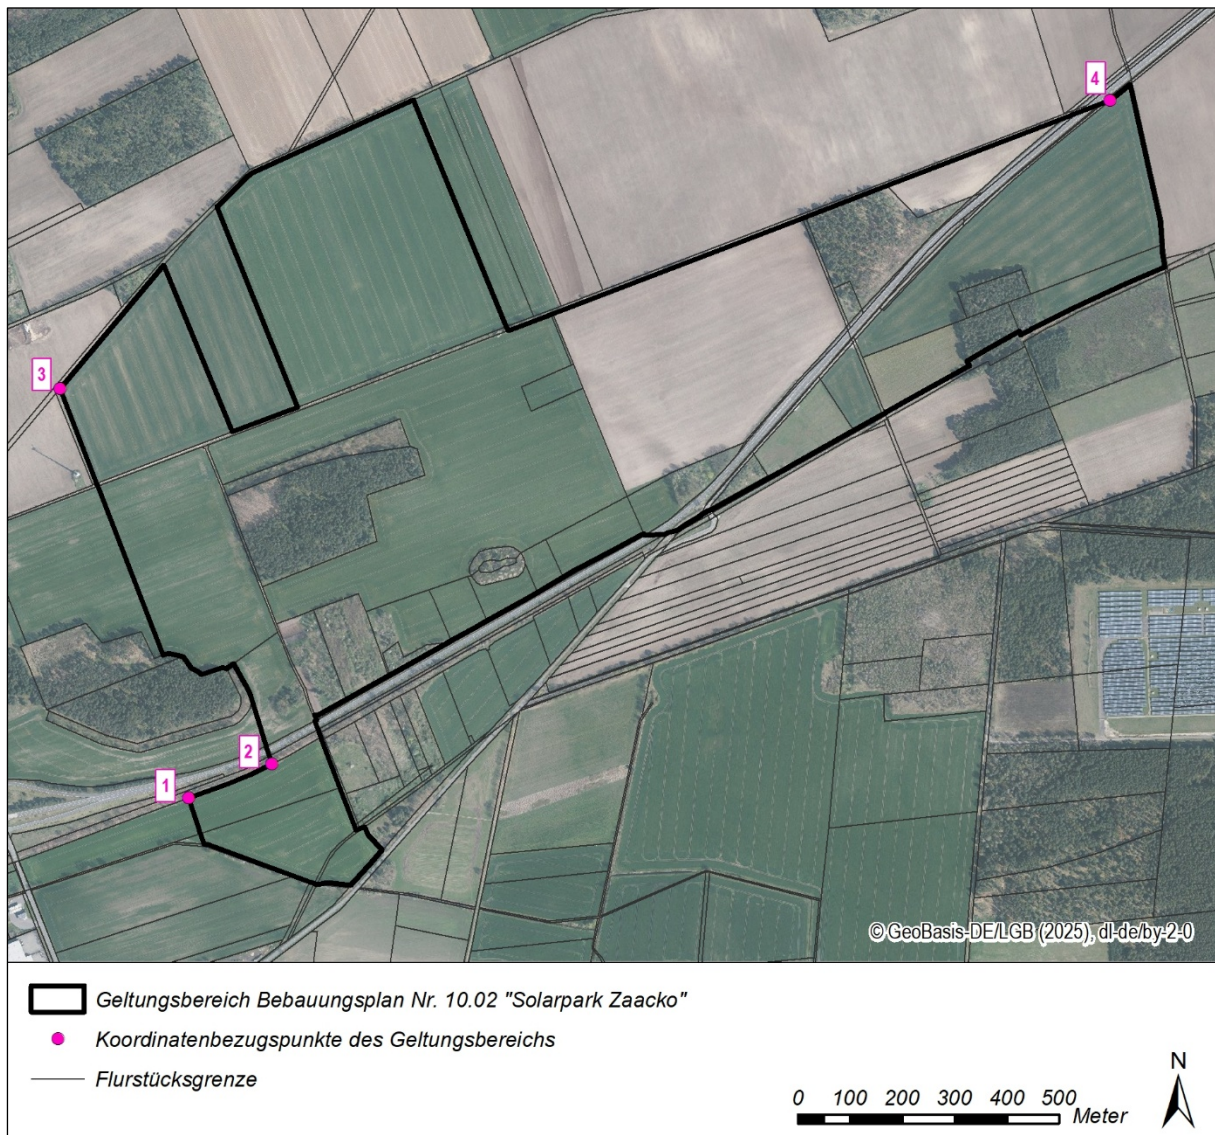 4
3
2
1
© GeoBasis-DE/LGB (2025), dl-de/by-2-0
Geltungsbereich Bebauungsplan Nr. 10.02 "Solarpark Zaacko"
Koordinatenbezugspunkte des Geltungsbereichs
Flurstücksgrenze
N
0 100 200 300 400 500
Meter